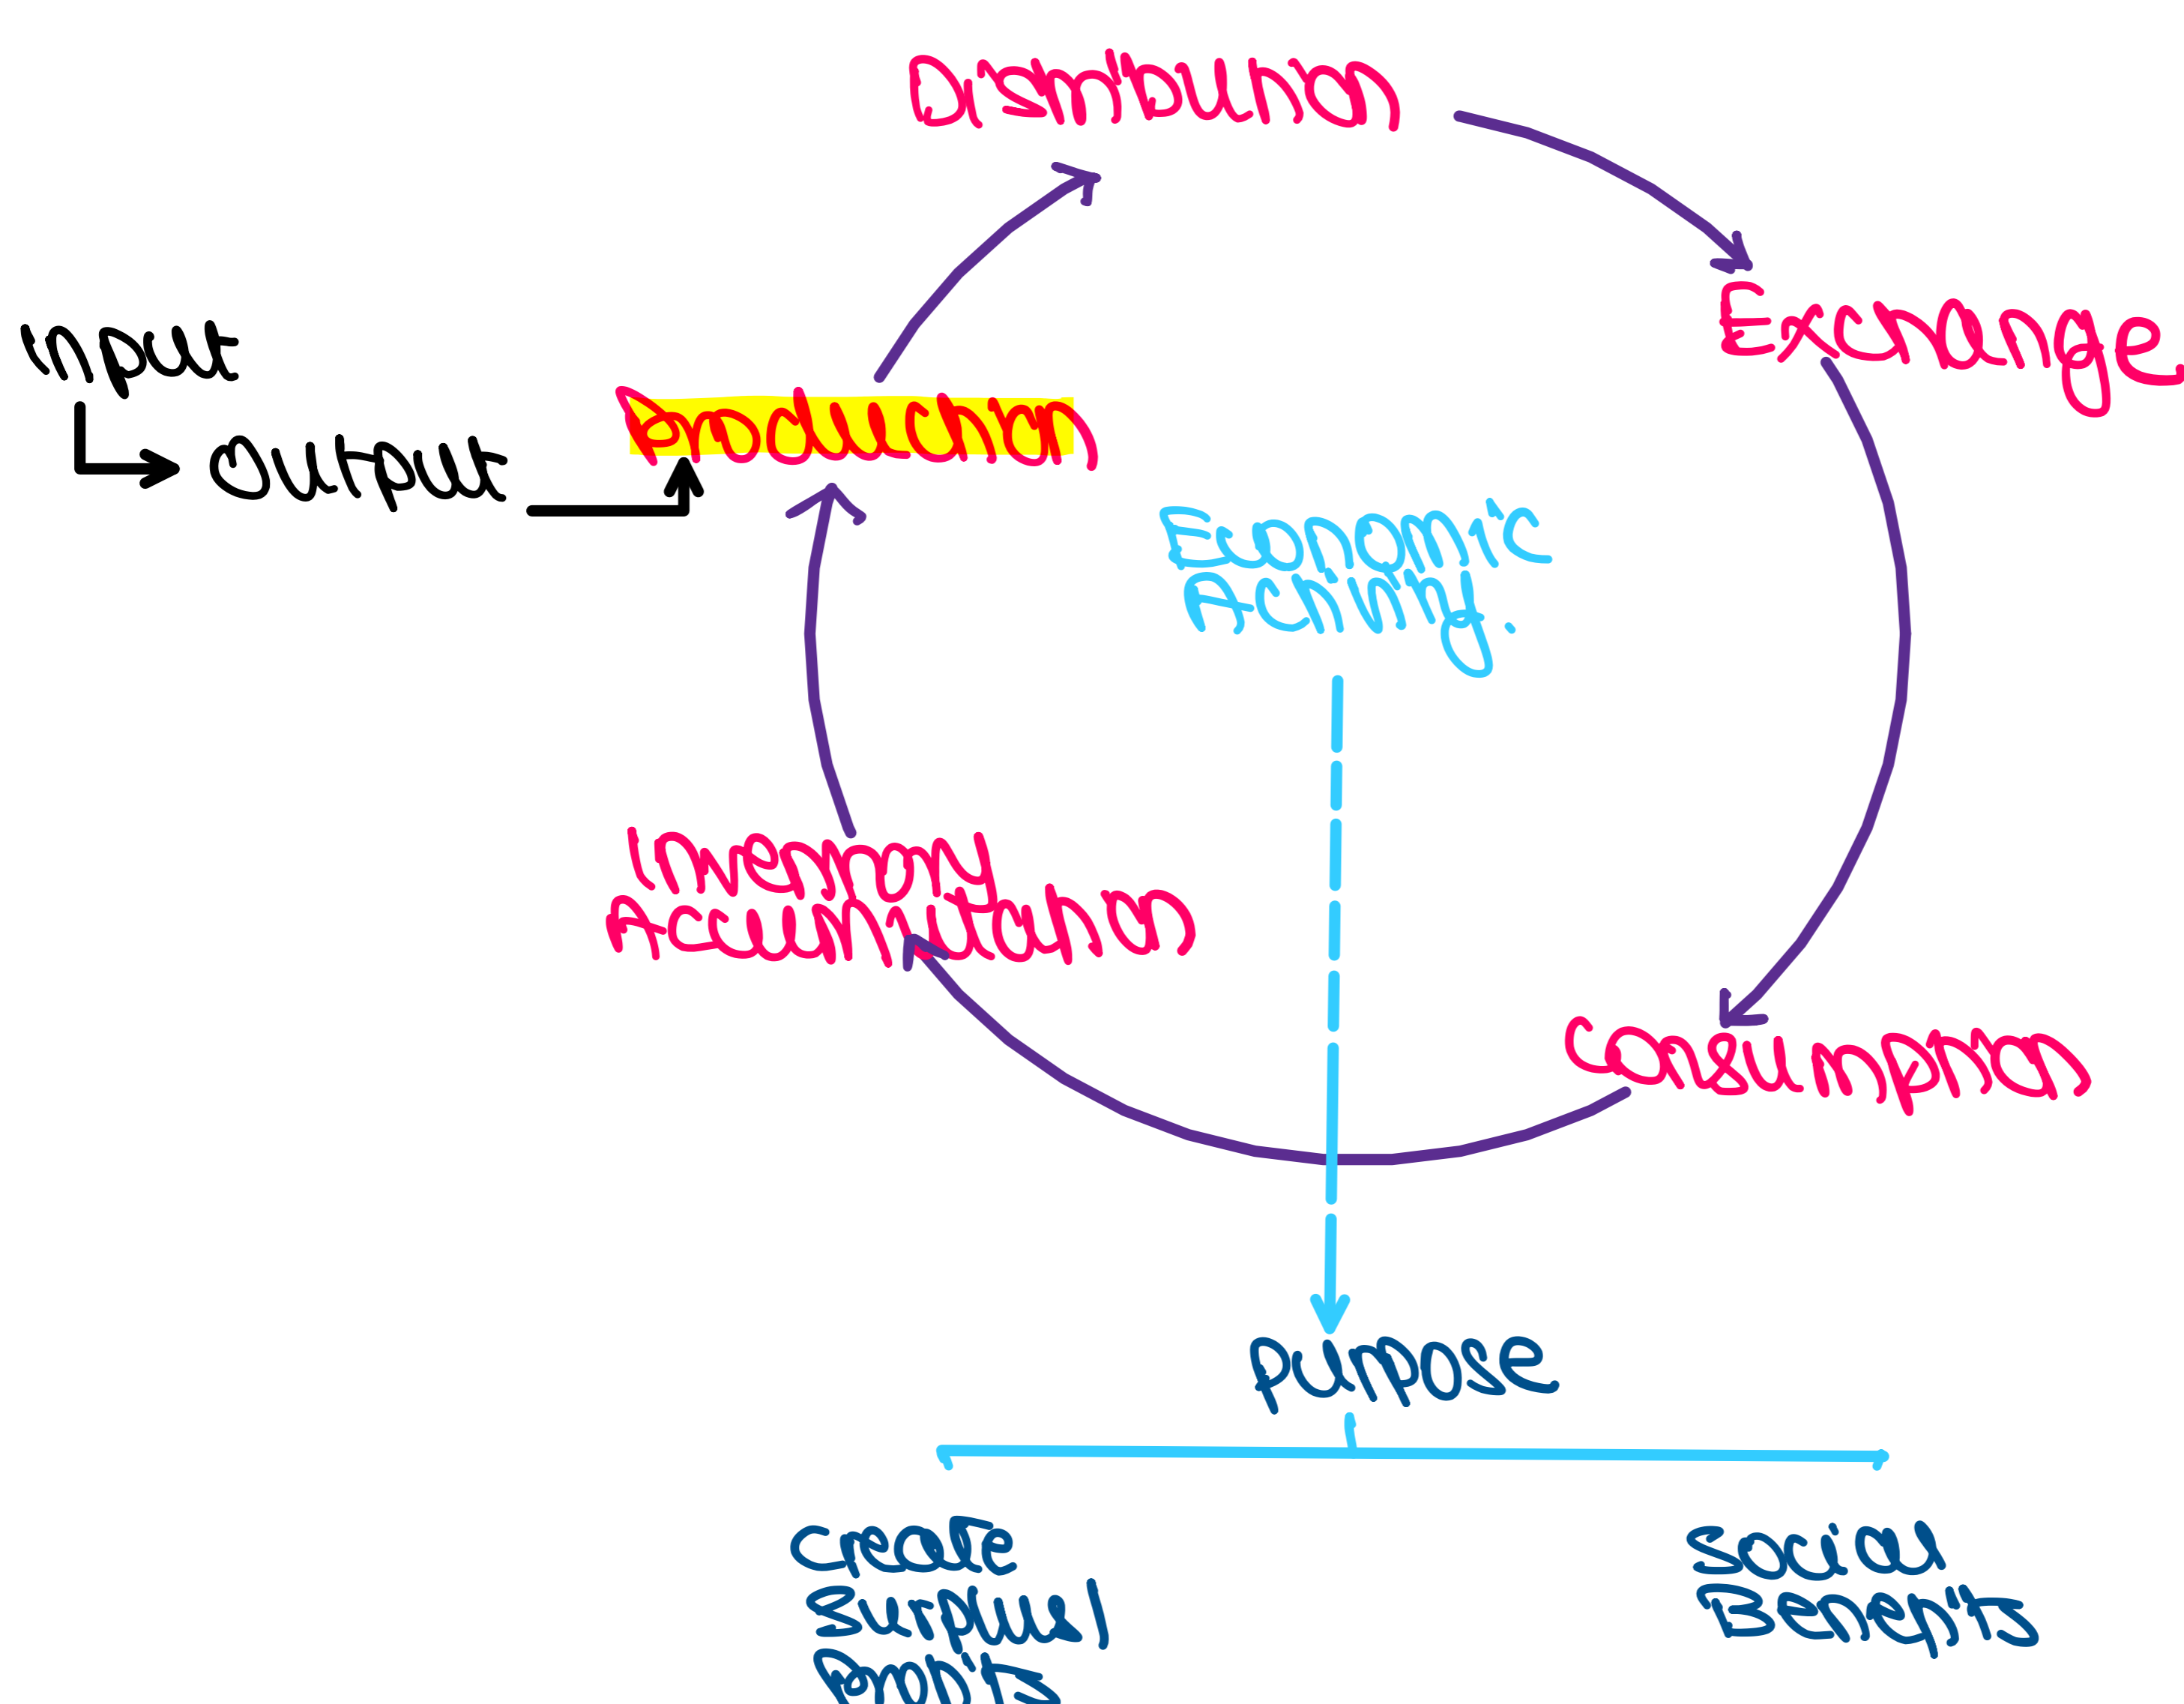 Distribution
Exchange
input
output
Production
Economic
Activity.
Inventory
Accumulation
Consumption
Purpose
create
surplus/
Profits
social
Benefits